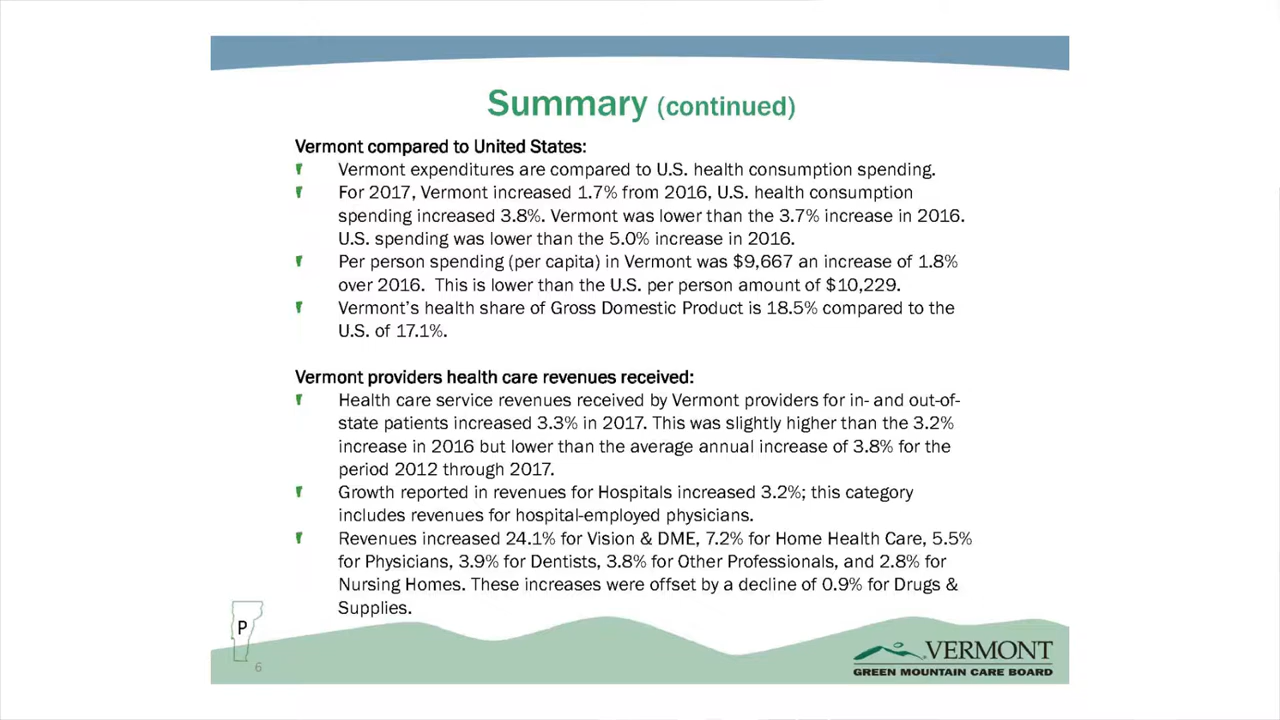 Summary (continued)
Vermont compared to United States:
Vermont expenditures are compared to U.S. health consumption spending.
For 2017, Vermont increased 1.7% from 2016, U.S. health consumption
spending increased 3.8%. Vermont was lower than the 3.7% increase in 2016.
U.S. spending was lower than the 5.0% increase in 2016.
Per person spending (per capita) in Vermont was $9,667 an increase of 1.8%
over 2016.  This is lower than the U.S. per person amount of $10,229.
Vermont's health share of Gross Domestic Product is 18.5% compared to the
U.S. of 17.1%.
Vermont providers health care revenues received:
Health care service revenues received by Vermont providers for in- and out-of-
state patients increased 3.3% in 2017. This was slightly higher than the 3.2%
increase in 2016 but lower than the average annual increase of 3.8% for the
period 2012 through 2017.
Growth reported in revenues for Hospitals increased 3.2%; this category
includes revenues for hospital-employed physicians.
Revenues increased 24.1% for Vision & DME, 7.2% for Home Health Care, 5.5%
for Physicians, 3.9% for Dentists, 3.8% for Other Professionals, and 2.8% for
Nursing Homes. These increases were offset by a decline of 0.9% for Drugs &
Supplies.
P
6
VERMONT
GREEN MOUNTAIN CARE BOARD